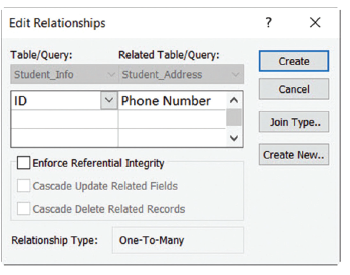 Edit Relationships ? ×
Table/Query: Related Table/Query:
Student_Info Student_Address
ID Phone Number
Create
Cancel
Join Type..
Create New..
Enforce Referential Integrity
Cascade Update Related Fields
Cascade Delete Related Records
Relationship Type: One-To-Many